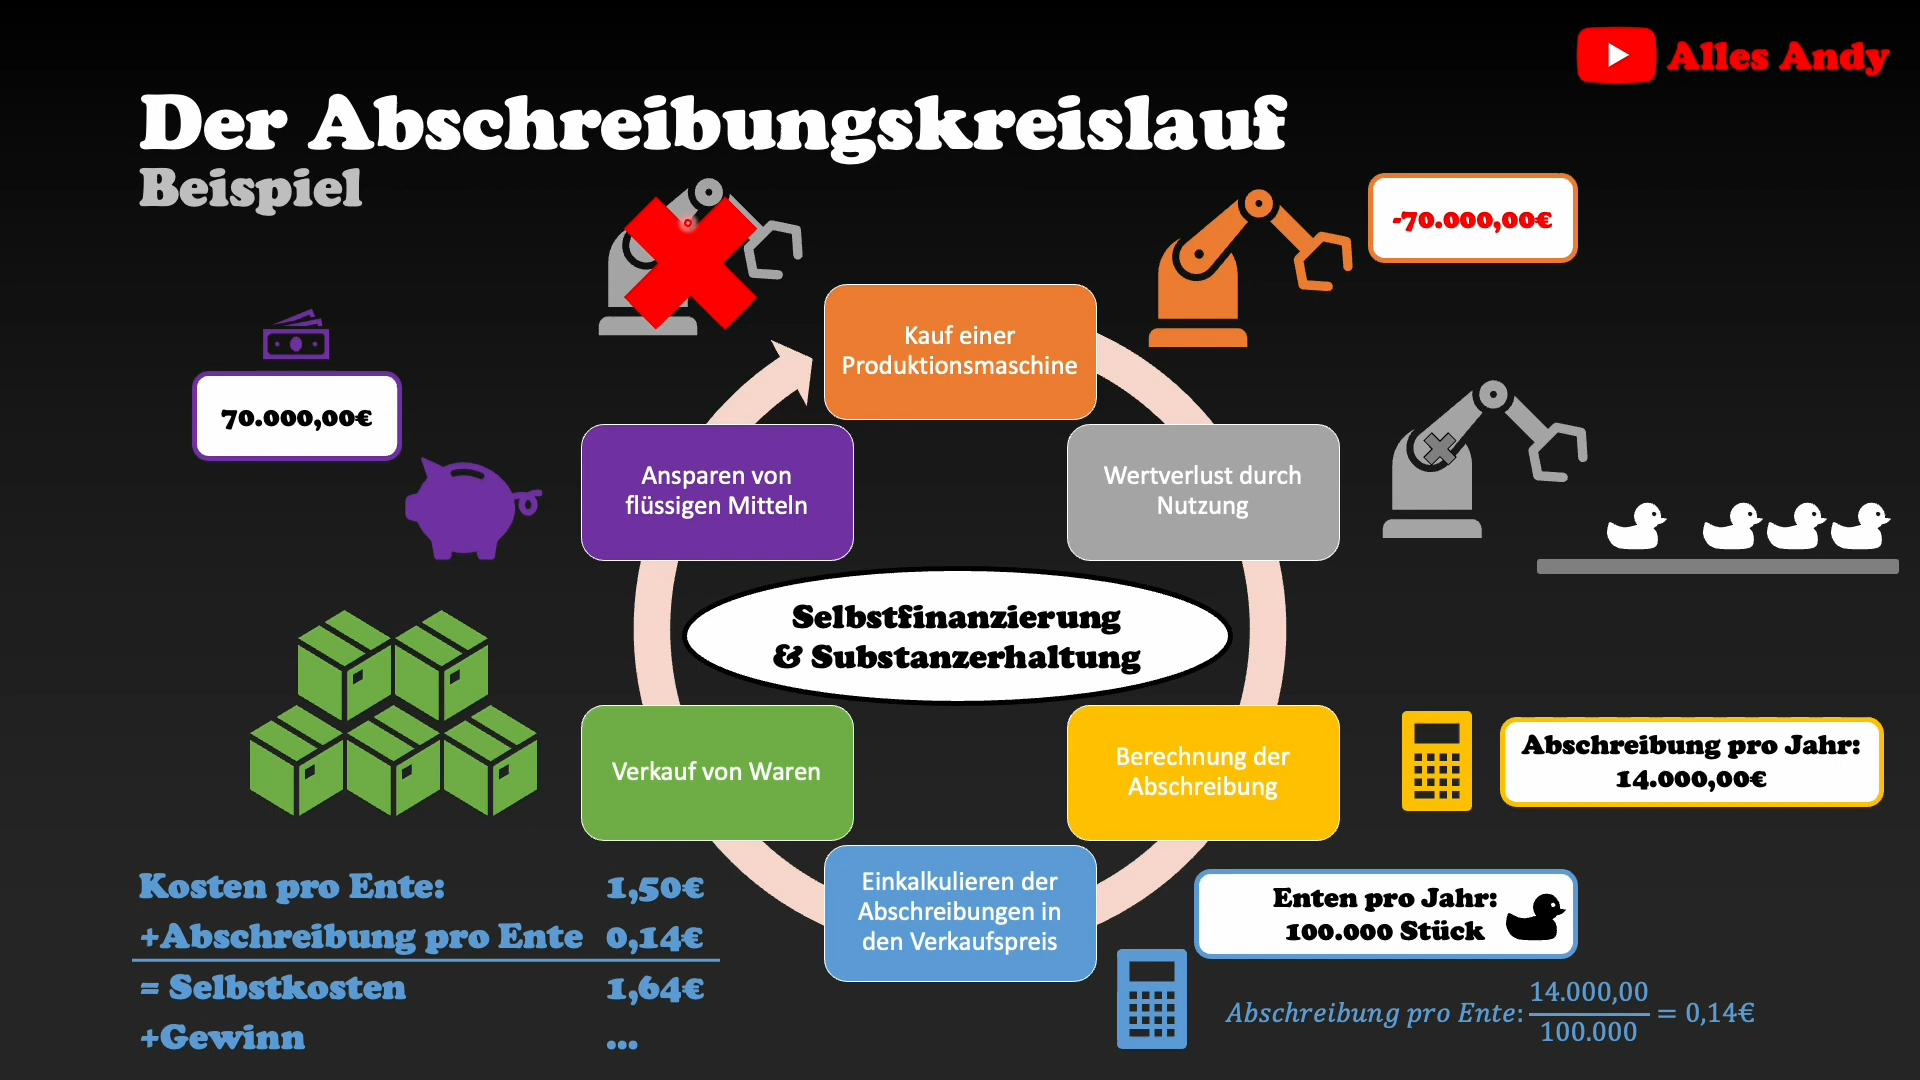 Alles Andy
Der Abschreibungskreislauf
Beispiel
-70.000,00€
Kauf einer
Produktionsmaschine
70.000,00€
Ansparen von
flüssigen Mitteln
Wertverlust durch
Nutzung
Selbstfinanzierung
& Substanzerhaltung
Verkauf von Waren
Berechnung der
Abschreibung
Abschreibung pro Jahr:
14.000,00€
Einkalkulieren der
Abschreibungen in
den Verkaufspreis
Enten pro Jahr:
100.000 Stück
Kosten pro Ente: 1,50€
+Abschreibung pro Ente 0,14€
= Selbstkosten 1,64€
+Gewinn ...
Abschreibung pro Ente: 14.000,00 / 100.000 = 0,14€